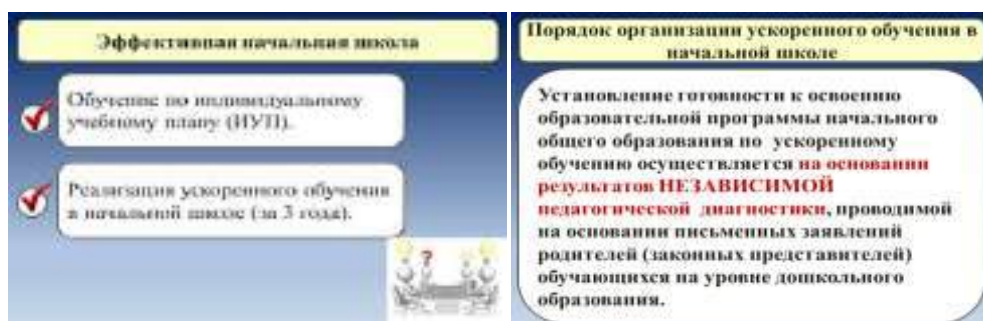 Эффективная начальная школа
Обучение по индивидуальному
учебному плану (ИУП).
Реализация ускоренного обучения
в начальной школе (за 3 года).
?
Порядок организации ускоренного обучения в
начальной школе
Установление готовности к освоению
образовательной программы начального
общего образования по ускоренному
обучению осуществляется на основании
результатов НЕЗАВИСИМОЙ
педагогической диагностики, проводимой
на основании письменных заявлений
родителей (законных представителей)
обучающихся на уровне дошкольного
образования.